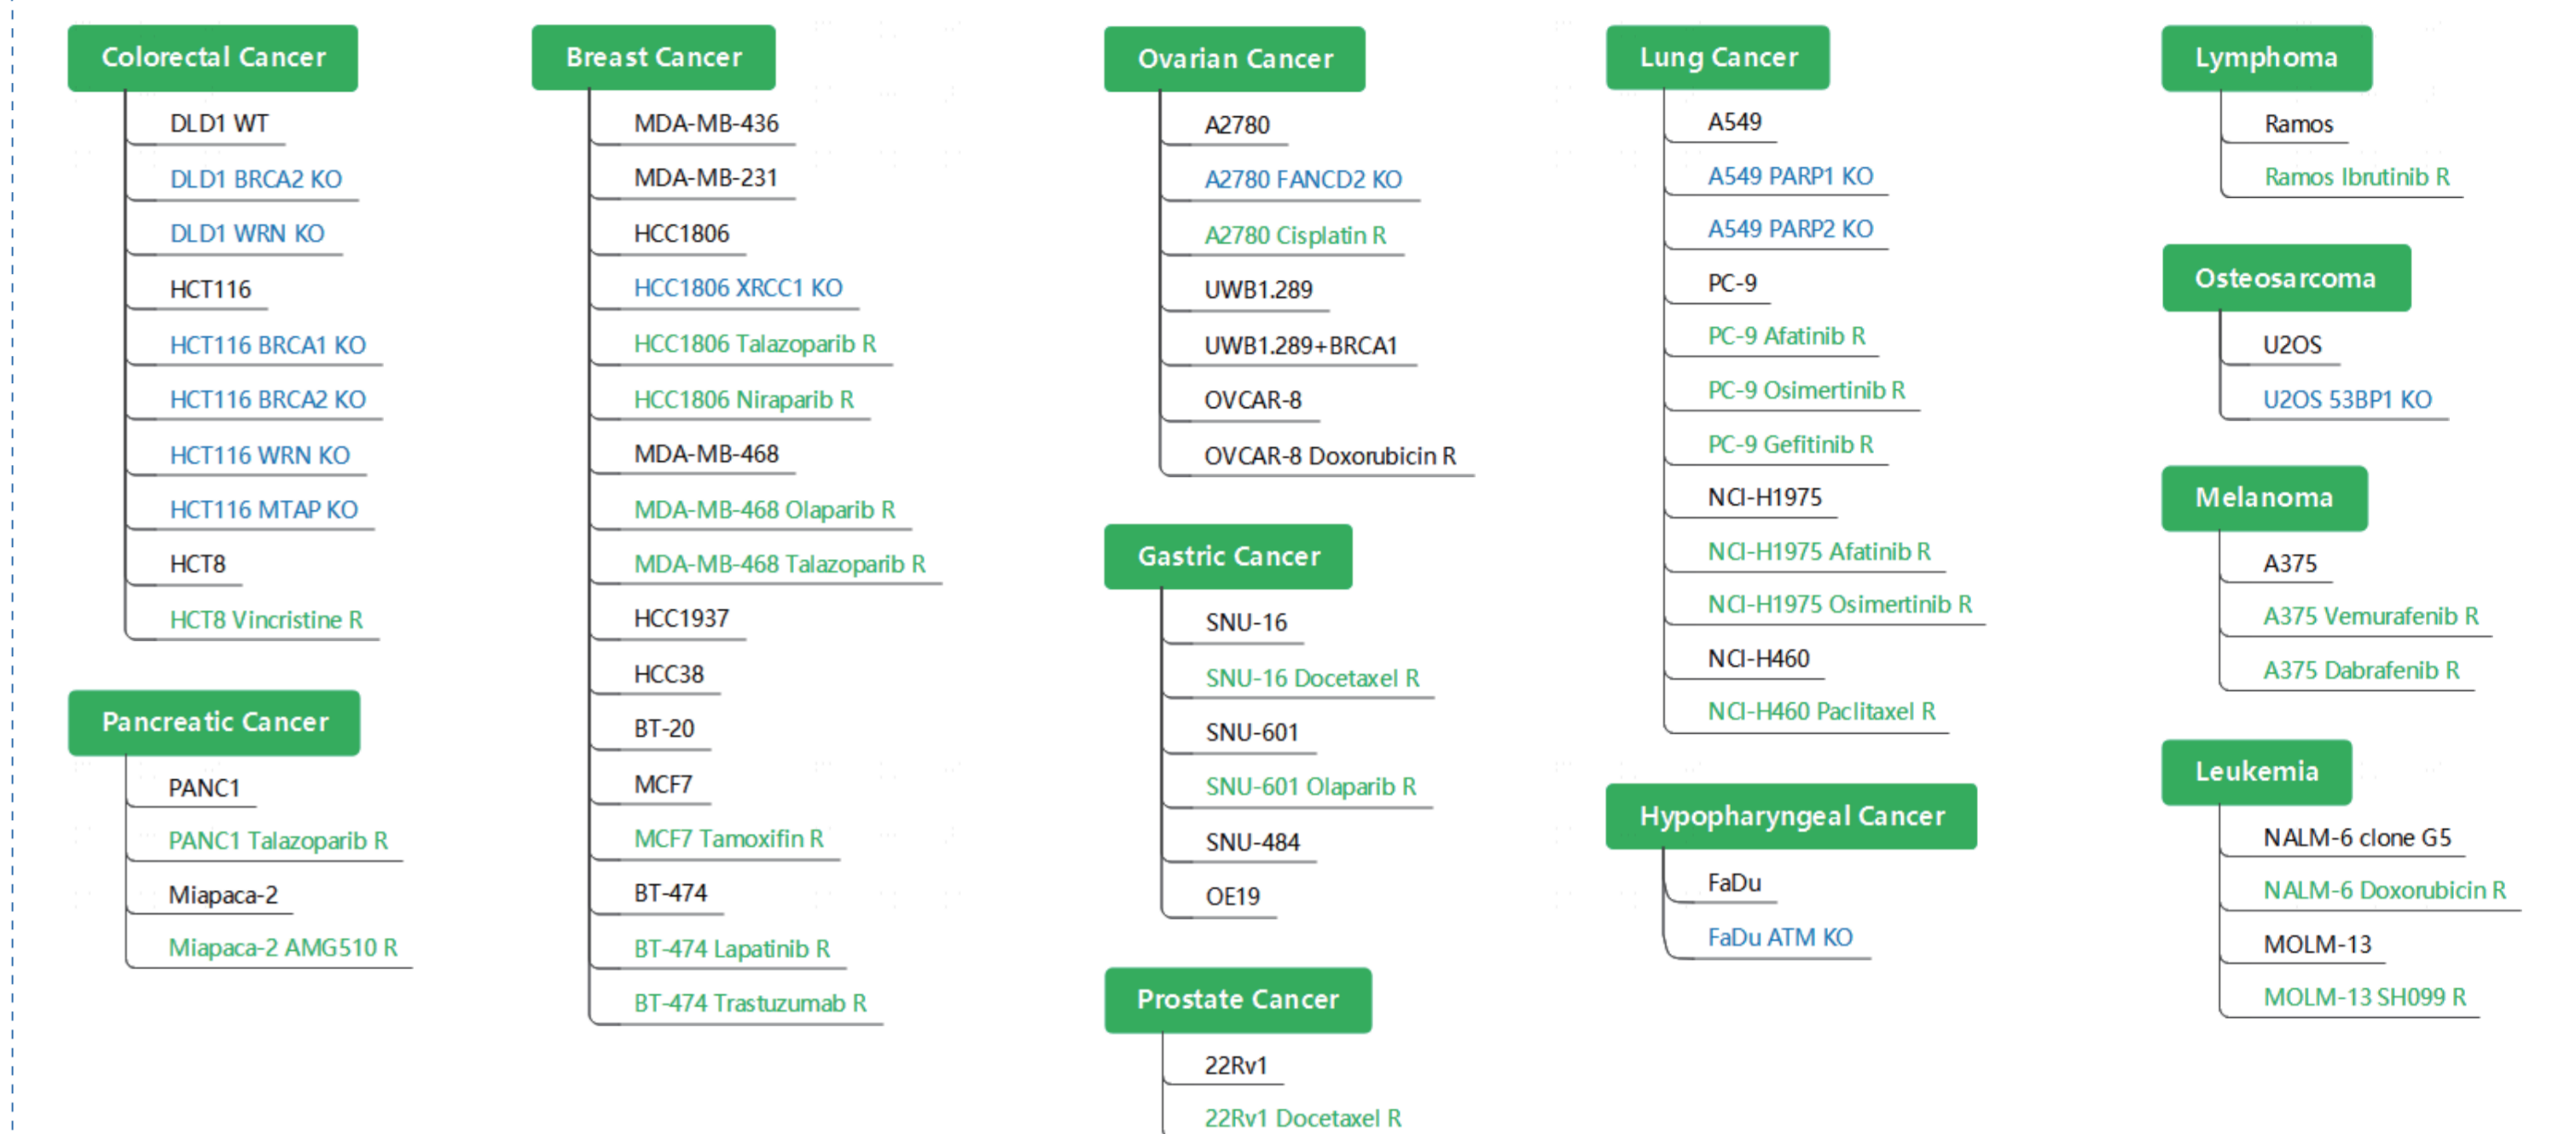 Colorectal Cancer
DLD1 WT
DLD1 BRCA2 KO
DLD1 WRN KO
HCT116
HCT116 BRCA1 KO
HCT116 BRCA2 KO
HCT116 WRN KO
HCT116 MTAP KO
HCT8
HCT8 Vincristine R
Pancreatic Cancer
PANC1
PANC1 Talazoparib R
Miapaca-2
Miapaca-2 AMG510 R
Breast Cancer
MDA-MB-436
MDA-MB-231
HCC1806
HCC1806 XRCC1 KO
HCC1806 Talazoparib R
HCC1806 Niraparib R
MDA-MB-468
MDA-MB-468 Olaparib R
MDA-MB-468 Talazoparib R
HCC1937
HCC38
BT-20
MCF7
MCF7 Tamoxifin R
BT-474
BT-474 Lapatinib R
BT-474 Trastuzumab R
Ovarian Cancer
A2780
A2780 FANCD2 KO
A2780 Cisplatin R
UWB1.289
UWB1.289+BRCA1
OVCAR-8
OVCAR-8 Doxorubicin R
Gastric Cancer
SNU-16
SNU-16 Docetaxel R
SNU-601
SNU-601 Olaparib R
SNU-484
OE19
Prostate Cancer
22Rv1
22Rv1 Docetaxel R
Lung Cancer
A549
A549 PARP1 KO
A549 PARP2 KO
PC-9
PC-9 Afatinib R
PC-9 Osimertinib R
PC-9 Gefitinib R
NCI-H1975
NCI-H1975 Afatinib R
NCI-H1975 Osimertinib R
NCI-H460
NCI-H460 Paclitaxel R
Hypopharyngeal Cancer
FaDu
FaDu ATM KO
Lymphoma
Ramos
Ramos Ibrutinib R
Osteosarcoma
U2OS
U2OS 53BP1 KO
Melanoma
A375
A375 Vemurafenib R
A375 Dabrafenib R
Leukemia
NALM-6 clone G5
NALM-6 Doxorubicin R
MOLM-13
MOLM-13 SH099 R